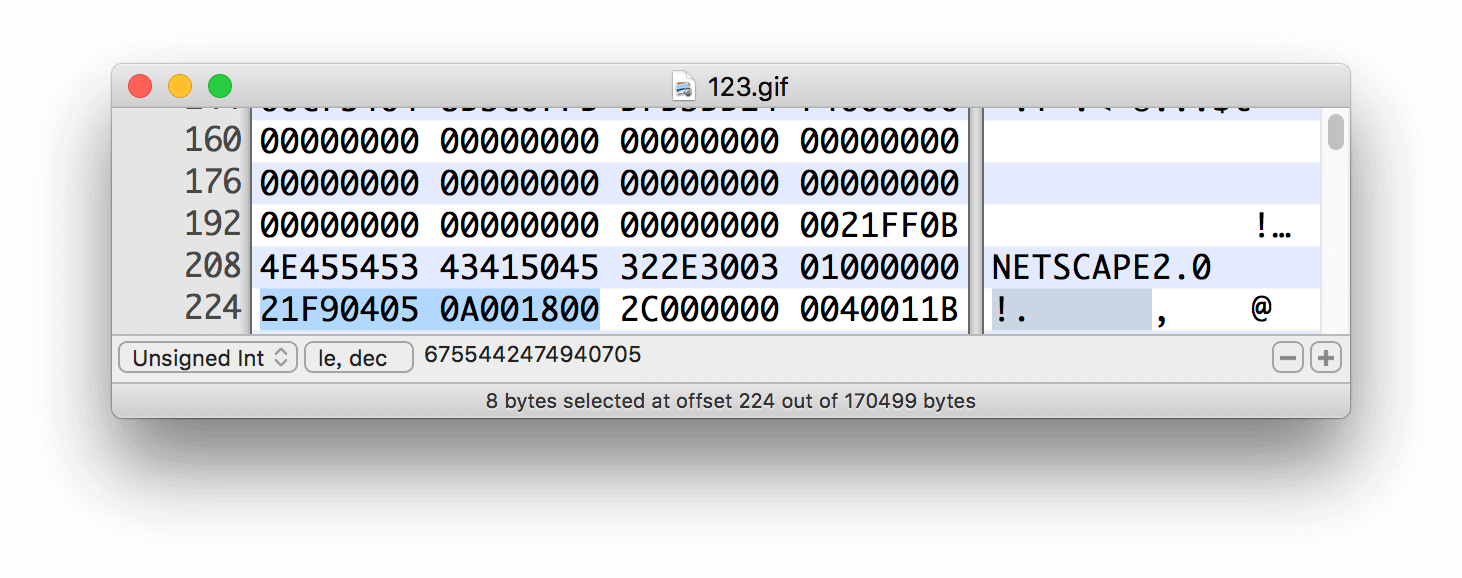 123.gif
160 00000000 00000000 00000000 00000000
176 00000000 00000000 00000000 00000000
192 00000000 00000000 00000000 0021FF0B !…
208 4E455453 43415045 322E3003 01000000 NETSCAPE2.0
224 21F90405 0A001800 2C000000 0040011B !. , @
Unsigned Int le, dec 6755442474940705
8 bytes selected at offset 224 out of 170499 bytes